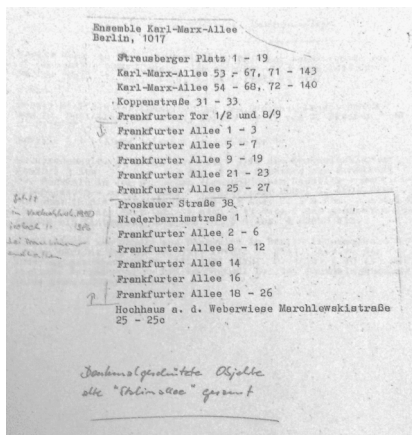 Ensemble Karl-Marx-Allee
Berlin, 1017
Strausberger Platz 1 - 19
Karl-Marx-Allee 53 - 67, 71 - 143
Karl-Marx-Allee 54 - 68, 72 - 140
Koppenstraße 31 - 33
Frankfurter Tor 1/2 und 8/9
Frankfurter Allee 1 - 3
Frankfurter Allee 5 - 7
Frankfurter Allee 9 - 19
Frankfurter Allee 21 - 23
Frankfurter Allee 25 - 27
Proskauer Straße 38
Niederbarnimstraße 1
Frankfurter Allee 2 - 6
Frankfurter Allee 8 - 12
Frankfurter Allee 14
Frankfurter Allee 16
Frankfurter Allee 18 - 26
Hochhaus a. d. Weberwiese Marchlewskistraße
25 - 25c
fehlt
in
Denkmalgeschützte Objekte
alte "Stalinallee" gesamt